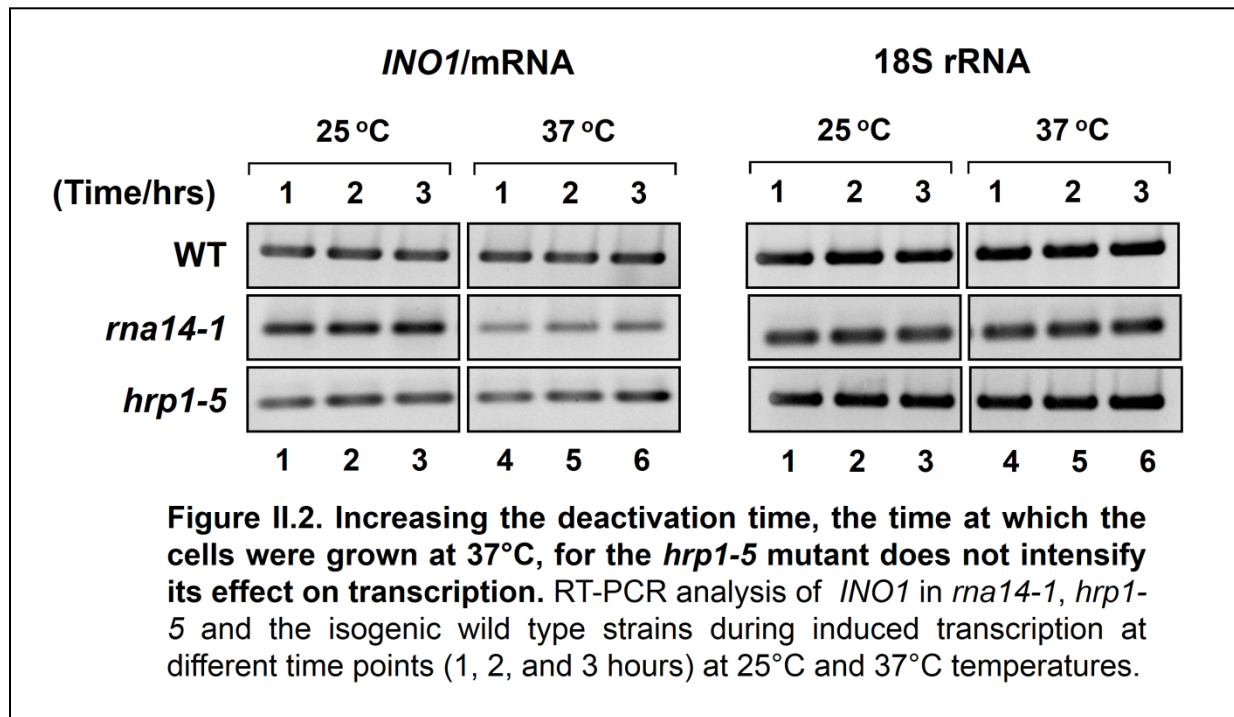 INO1/mRNA 18S rRNA
25 °C 37 °C 25 °C 37 °C
(Time/hrs) 1 2 3 1 2 3 1 2 3 1 2 3
WT
rna14-1
hrp1-5
1 2 3 4 5 6 1 2 3 4 5 6
Figure II.2. Increasing the deactivation time, the time at which the
cells were grown at 37°C, for the hrp1-5 mutant does not intensify
its effect on transcription. RT-PCR analysis of INO1 in rna14-1, hrp1-
5 and the isogenic wild type strains during induced transcription at
different time points (1, 2, and 3 hours) at 25°C and 37°C temperatures.